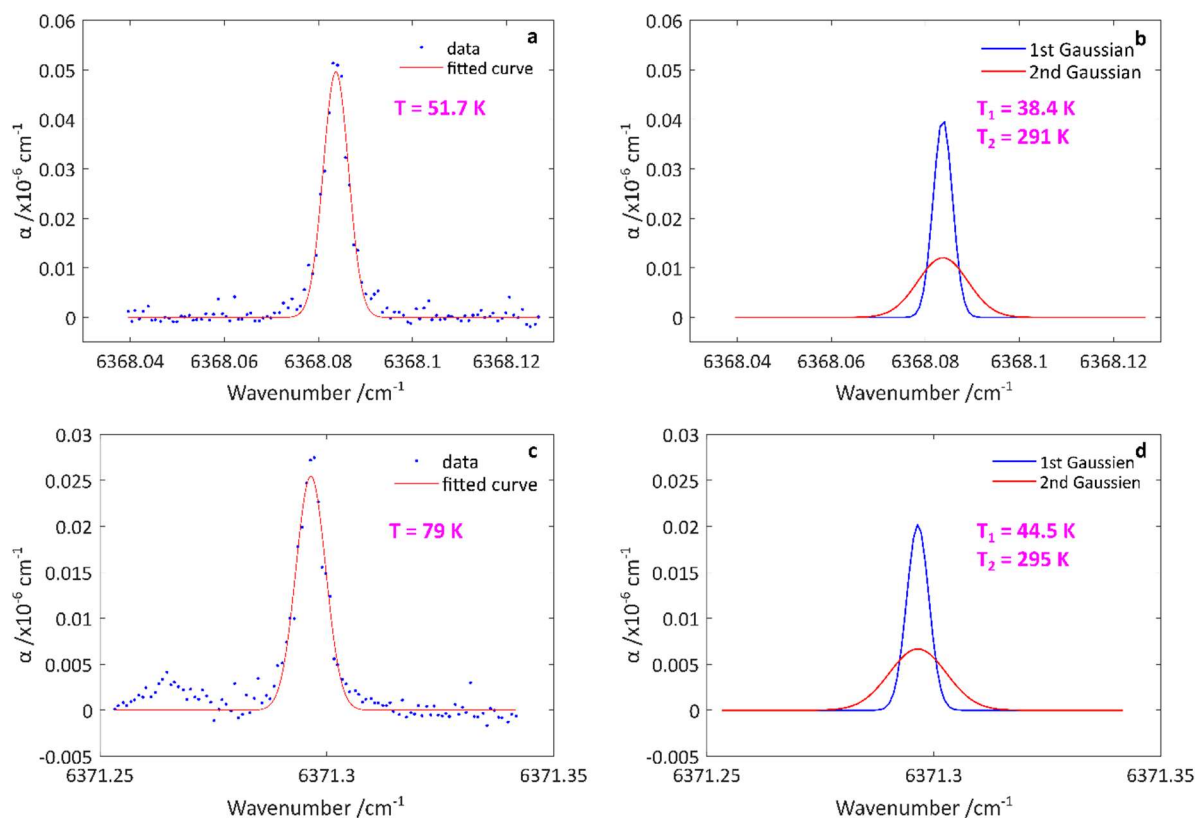 a
0.06
0.05
0.04
0.03
0.02
0.01
0
α /x10⁻⁶ cm⁻¹
data
fitted curve
T = 51.7 K
6368.04 6368.06 6368.08 6368.1 6368.12
Wavenumber /cm⁻¹
b
0.06
0.05
0.04
0.03
0.02
0.01
0
α /x10⁻⁶ cm⁻¹
1st Gaussian
2nd Gaussian
T₁ = 38.4 K
T₂ = 291 K
6368.04 6368.06 6368.08 6368.1 6368.12
Wavenumber /cm⁻¹
c
0.03
0.025
0.02
0.015
0.01
0.005
0
-0.005
α /x10⁻⁶ cm⁻¹
data
fitted curve
T = 79 K
6371.25 6371.3 6371.35
Wavenumber /cm⁻¹
d
0.03
0.025
0.02
0.015
0.01
0.005
0
-0.005
α /x10⁻⁶ cm⁻¹
1st Gaussien
2nd Gaussien
T₁ = 44.5 K
T₂ = 295 K
6371.25 6371.3 6371.35
Wavenumber /cm⁻¹